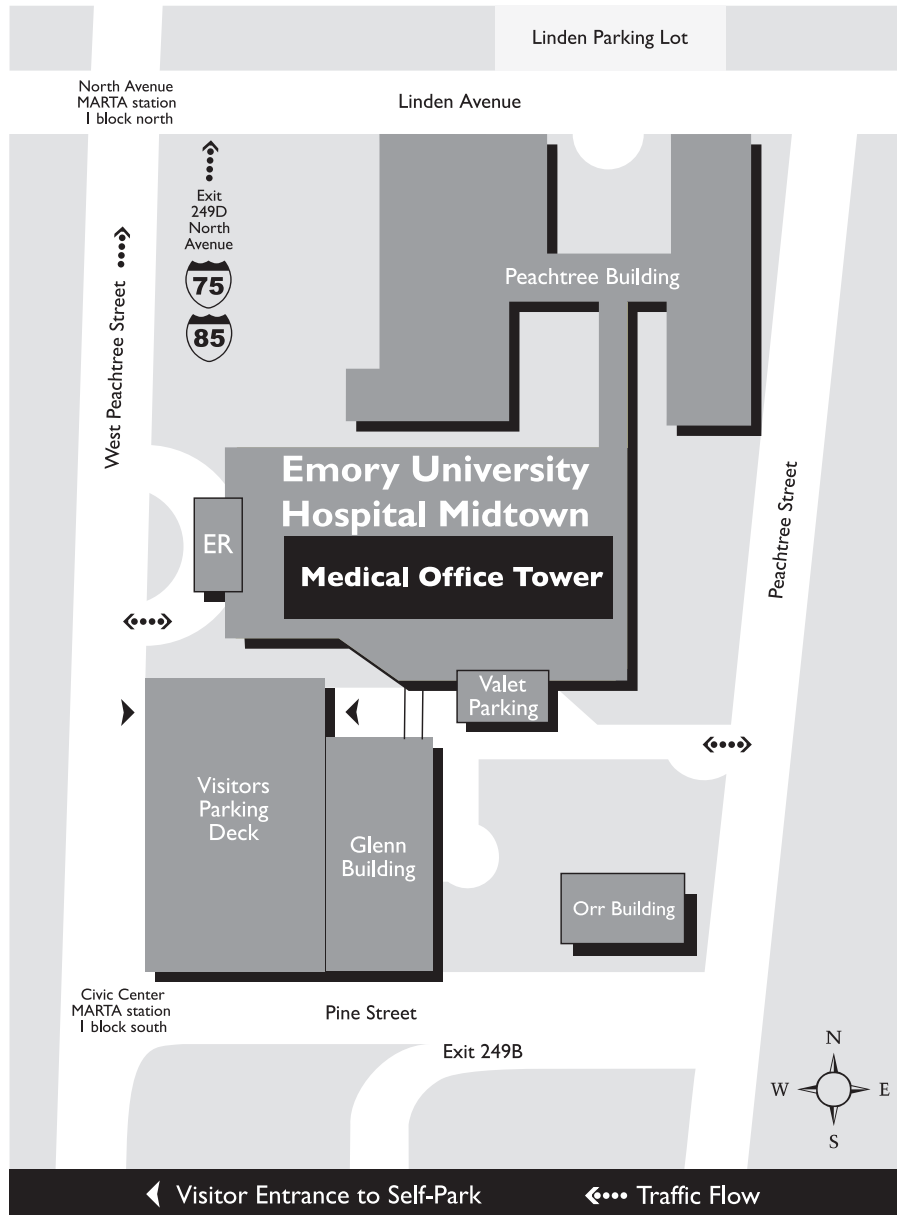 Linden Parking Lot
North Avenue
MARTA station
1 block north
Linden Avenue
Exit
249D
North
Avenue
75
85
West Peachtree Street
Peachtree Building
Emory University
Hospital Midtown
ER
Medical Office Tower
Peachtree Street
Valet
Parking
Visitors
Parking
Deck
Glenn
Building
Orr Building
Civic Center
MARTA station
1 block south
Pine Street
Exit 249B
N
W
E
S
Visitor Entrance to Self-Park
Traffic Flow